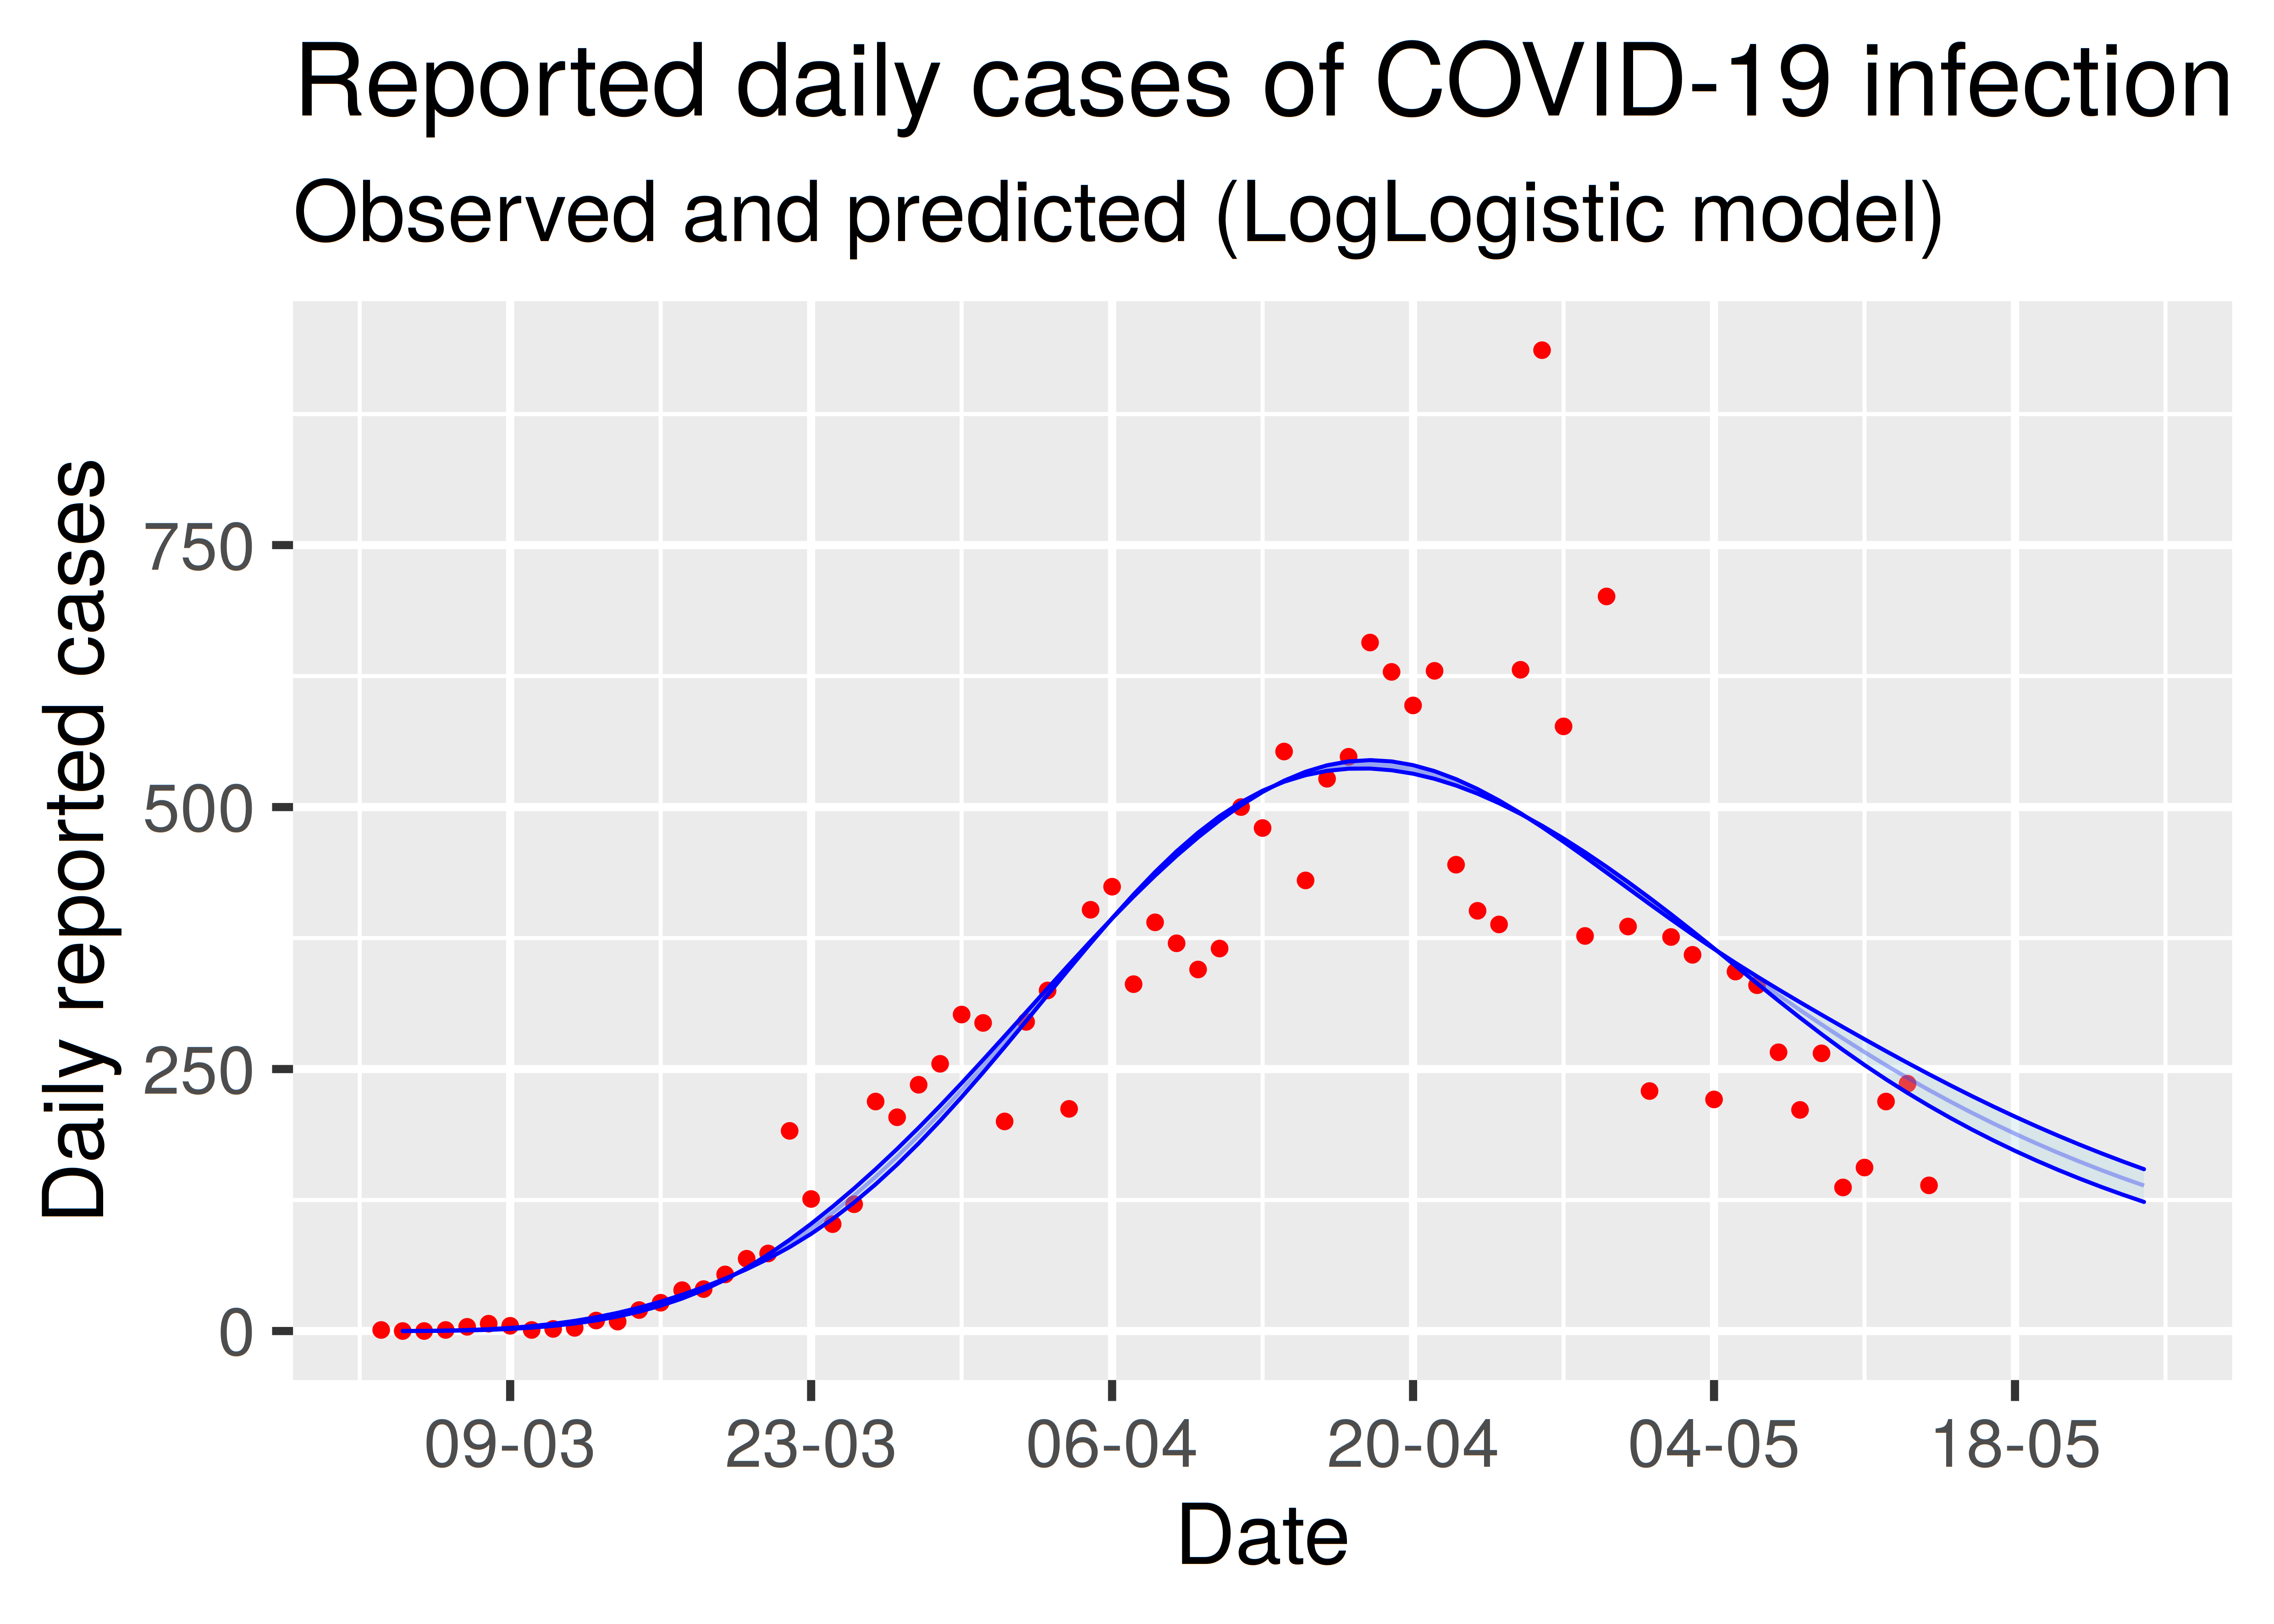 Reported daily cases of COVID-19 infection
Observed and predicted (LogLogistic model)
Daily reported cases
750
500
250
0
09-03 23-03 06-04 20-04 04-05 18-05
Date